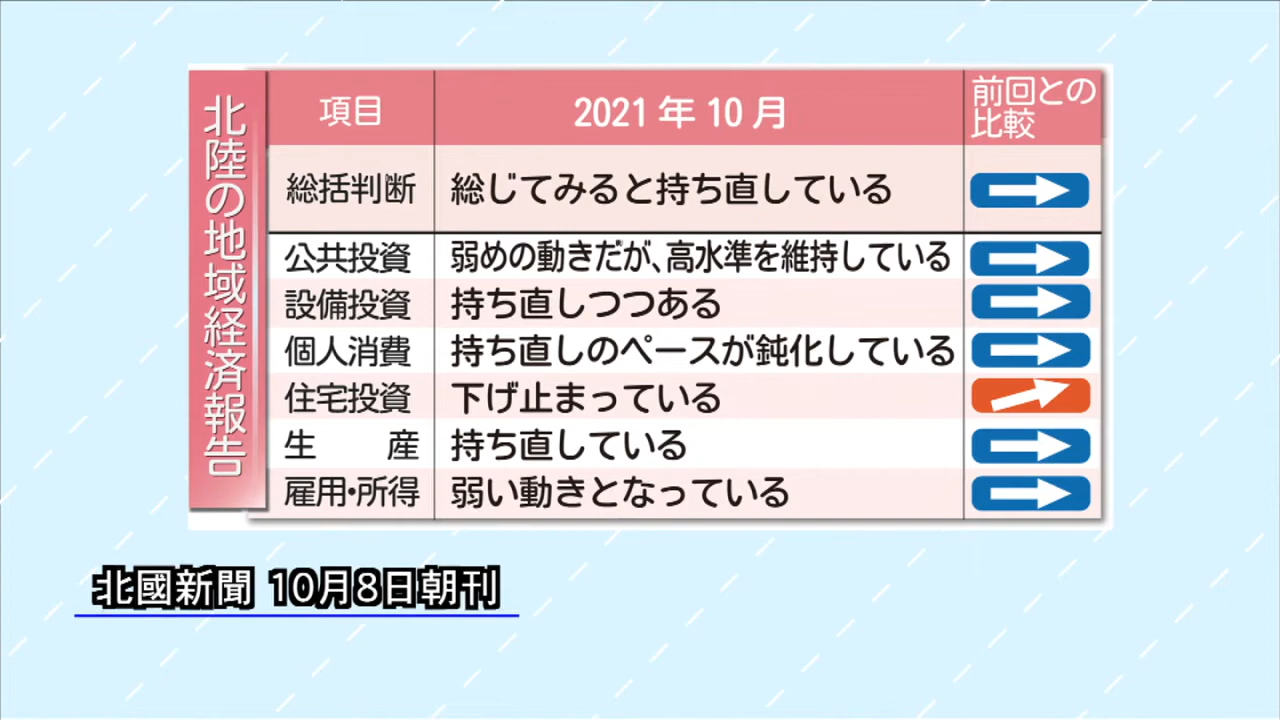 北陸の地域経済報告
項目 2021年10月 前回との比較
総括判断 総じてみると持ち直している
公共投資 弱めの動きだが、高水準を維持している
設備投資 持ち直しつつある
個人消費 持ち直しのペースが鈍化している
住宅投資 下げ止まっている
生産 持ち直している
雇用・所得 弱い動きとなっている
北國新聞 10月8日朝刊